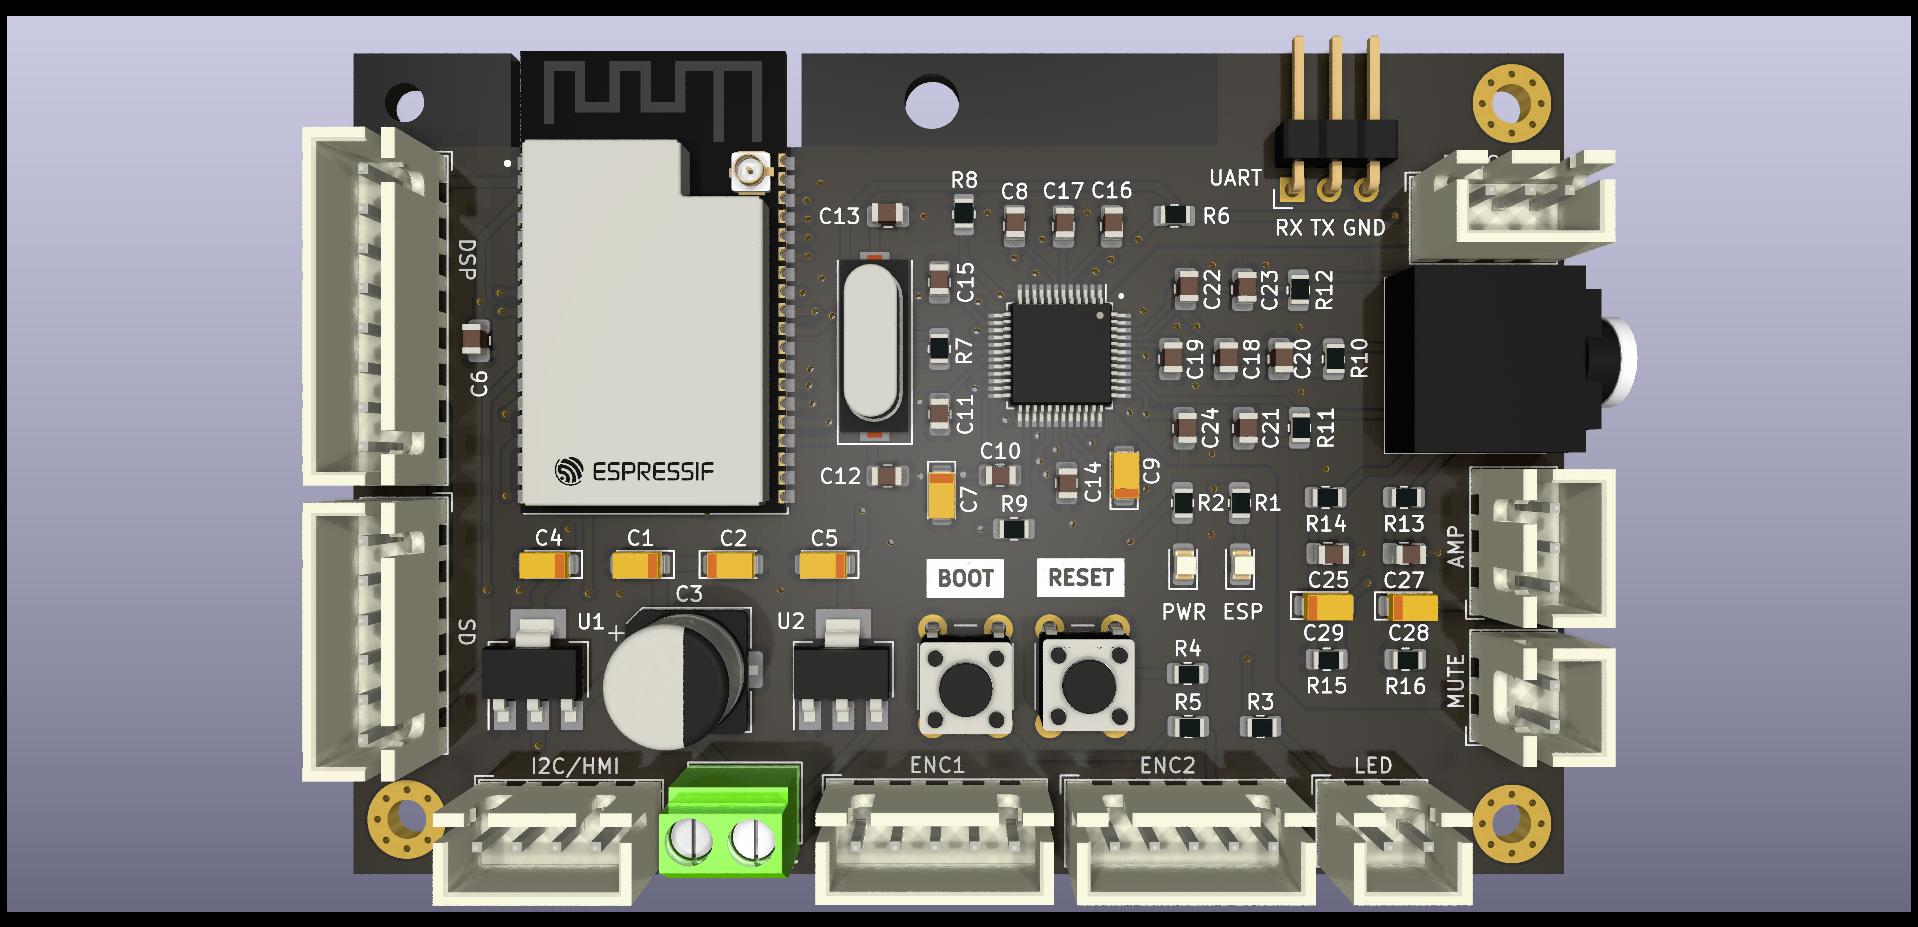 UART
RX TX GND
R8
C8
C17
C16
C13
R6
DSP
C15
C22
C23
R12
C6
R7
C19
C18
C20
R10
C11
C24
C21
R11
ESPRESSIF
C12
C10
C14
C9
C7
R9
R2
R1
R14
R13
AMP
C4
C1
C2
C5
BOOT
RESET
C25
C27
C3
PWR
ESP
U1
+
U2
SD
C29
C28
R4
R15
R16
MUTE
R5
R3
I2C/HMI
ENC1
ENC2
LED